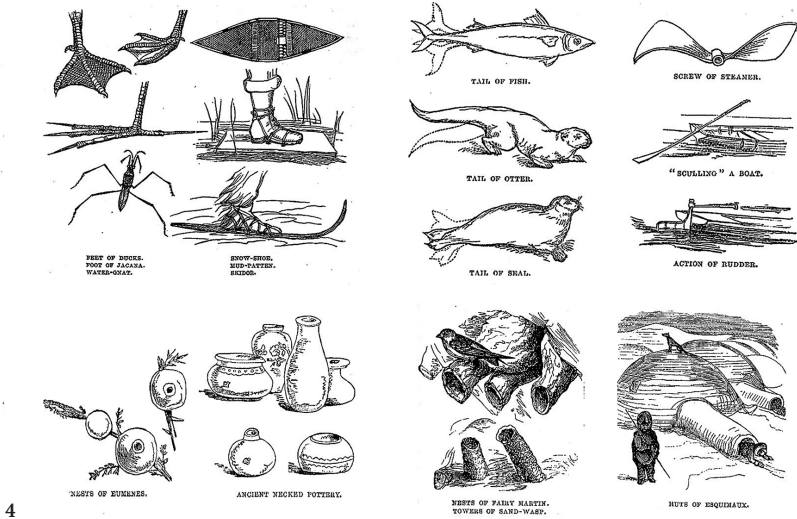 TAIL OF FISH.
SCREW OF STEAMER.
TAIL OF OTTER.
"SCULLING" A BOAT.
FEET OF DUCKS.
FOOT OF JACANA.
WATER-GNAT.
SNOW-SHOE.
MUD-PATTEN.
SKIDOR.
TAIL OF SEAL.
ACTION OF RUDDER.
NESTS OF EUMENES.
ANCIENT NECKED POTTERY.
NESTS OF FAIRY MARTIN.
TOWERS OF SAND-WASP.
HUTS OF ESQUIMAUX.
4